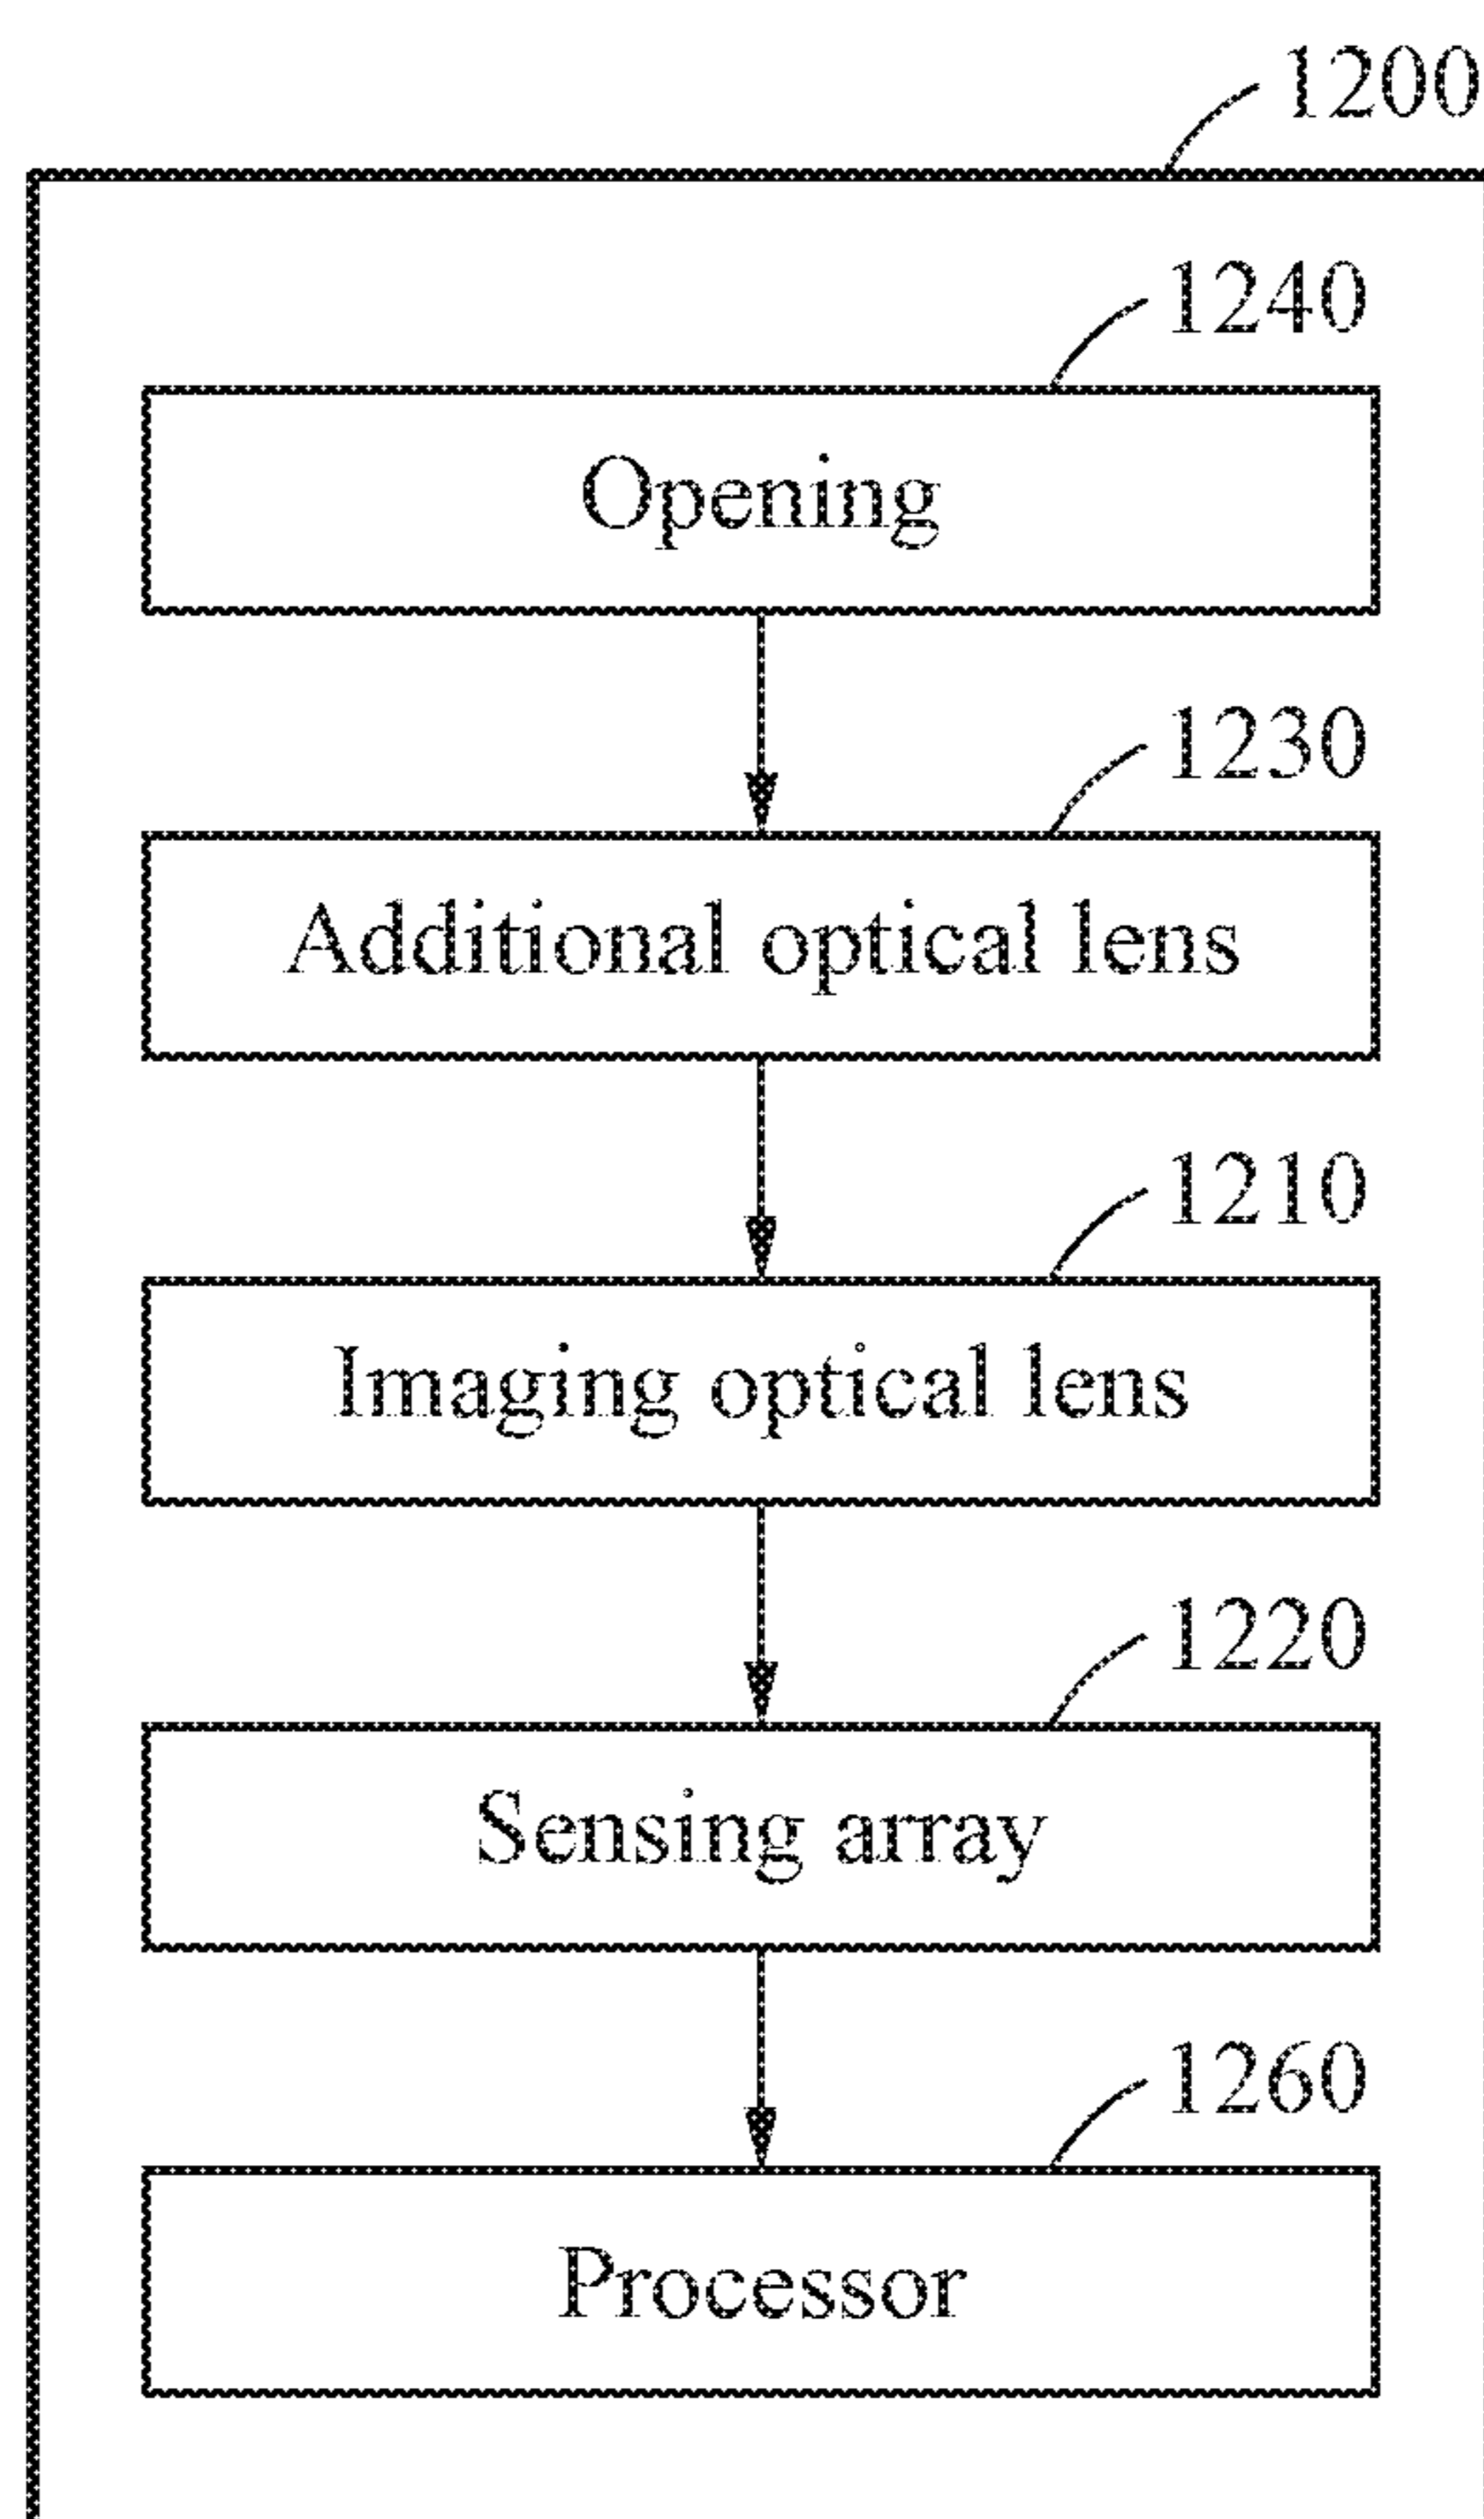 1200
1240
Opening
1230
Additional optical lens
1210
Imaging optical lens
1220
Sensing array
1260
Processor